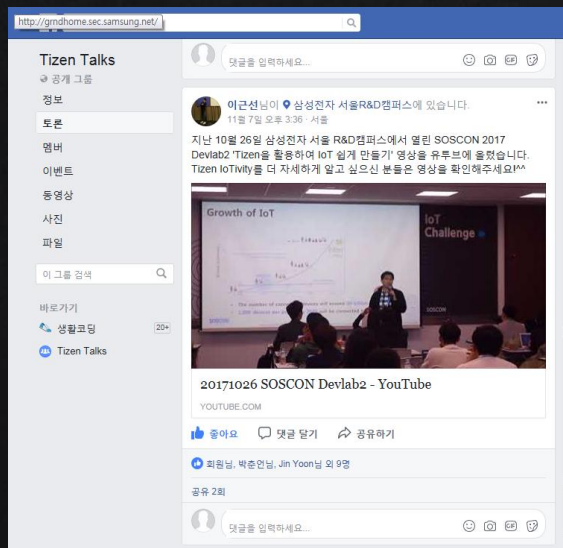 http://grndhome.sec.samsung.net/
Tizen Talks
공개 그룹
정보
토론
멤버
이벤트
동영상
사진
파일
이 그룹 검색
바로가기
생활코딩
20+
Tizen Talks
댓글을 입력하세요...
이근선님이 삼성전자 서울R&D캠퍼스에 있습니다.
11월 7일 오후 3:36 · 서울
지난 10월 26일 삼성전자 서울 R&D캠퍼스에서 열린 SOSCON 2017
Devlab2 'Tizen을 활용하여 IoT 쉽게 만들기' 영상을 유투브에 올렸습니다.
Tizen IoTivity를 더 자세하게 알고 싶으신 분들은 영상을 확인해주세요!^^
Growth of IoT
IoT
Challenge
SOSCON
20171026 SOSCON Devlab2 - YouTube
YOUTUBE.COM
좋아요 댓글 달기 공유하기
회원님, 박춘언님, Jin Yoon님 외 9명
공유 2회
댓글을 입력하세요...